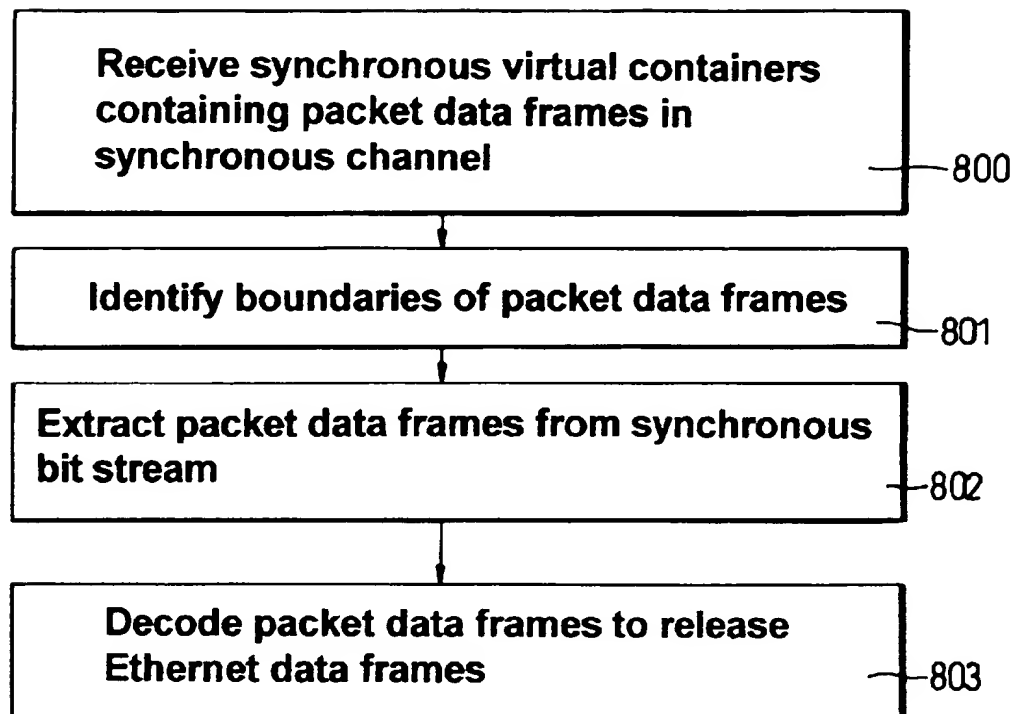 Receive synchronous virtual containers
containing packet data frames in
synchronous channel
800
Identify boundaries of packet data frames
801
Extract packet data frames from synchronous
bit stream
802
Decode packet data frames to release
Ethernet data frames
803